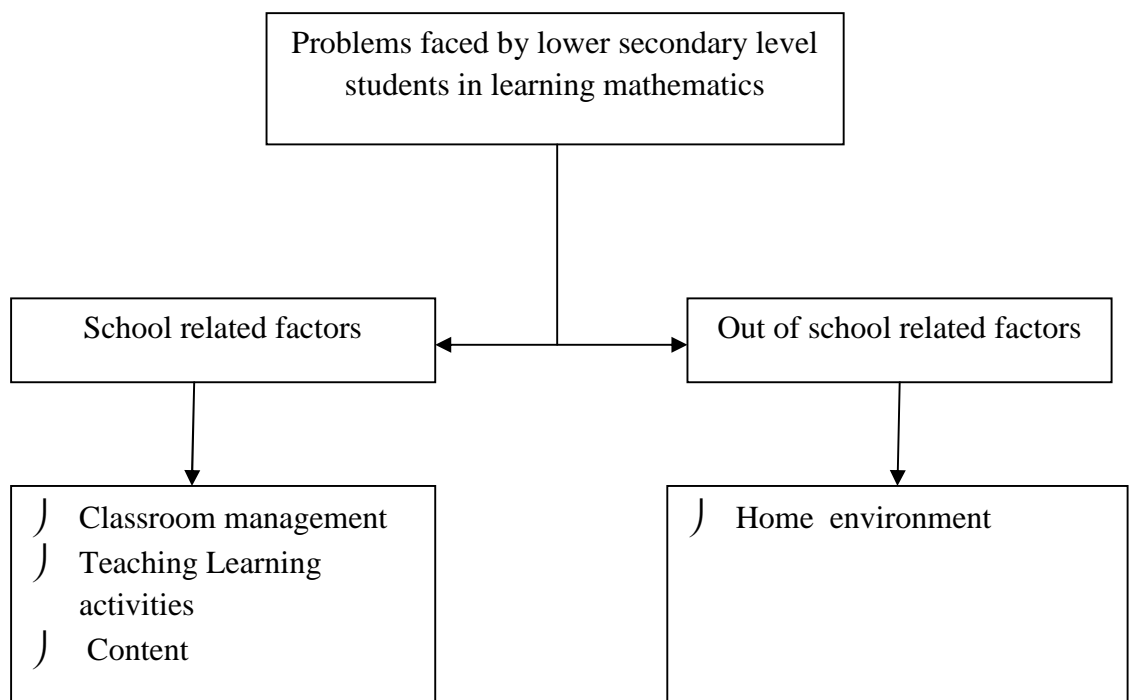 Problems faced by lower secondary level
students in learning mathematics
School related factors
Out of school related factors
⎠ Classroom management
⎠ Teaching Learning
activities
⎠ Content
⎠ Home environment